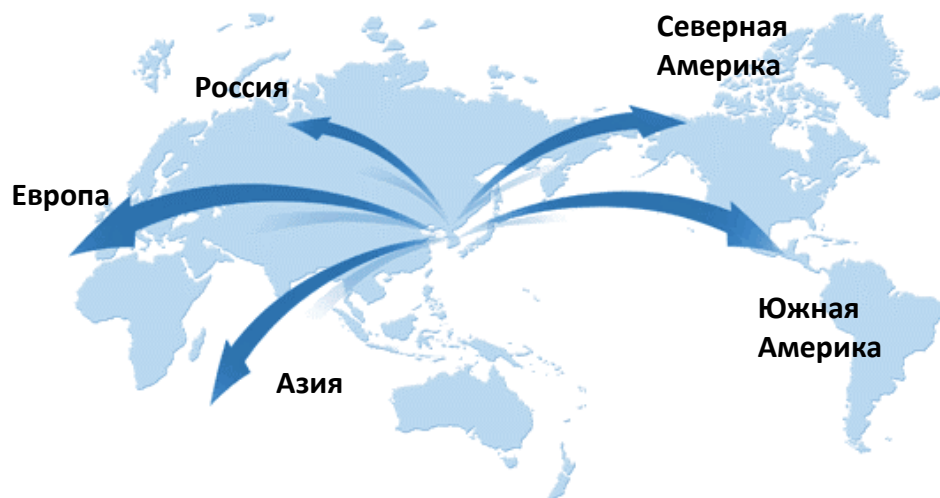 Северная
Америка
Россия
Европа
Южная
Америка
Азия